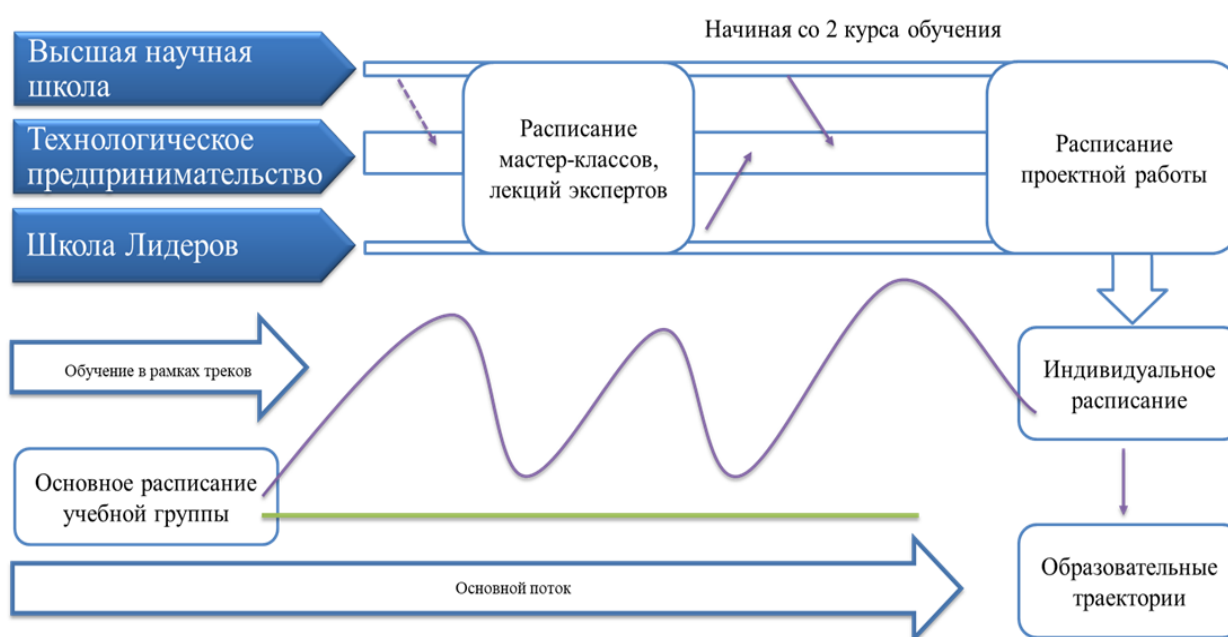 Начиная со 2 курса обучения
Высшая научная
школа
Технологическое
предпринимательство
Школа Лидеров
Расписание
мастер-классов,
лекций экспертов
Расписание
проектной работы
Обучение в рамках треков
Индивидуальное
расписание
Основное расписание
учебной группы
Основной поток
Образовательные
траектории